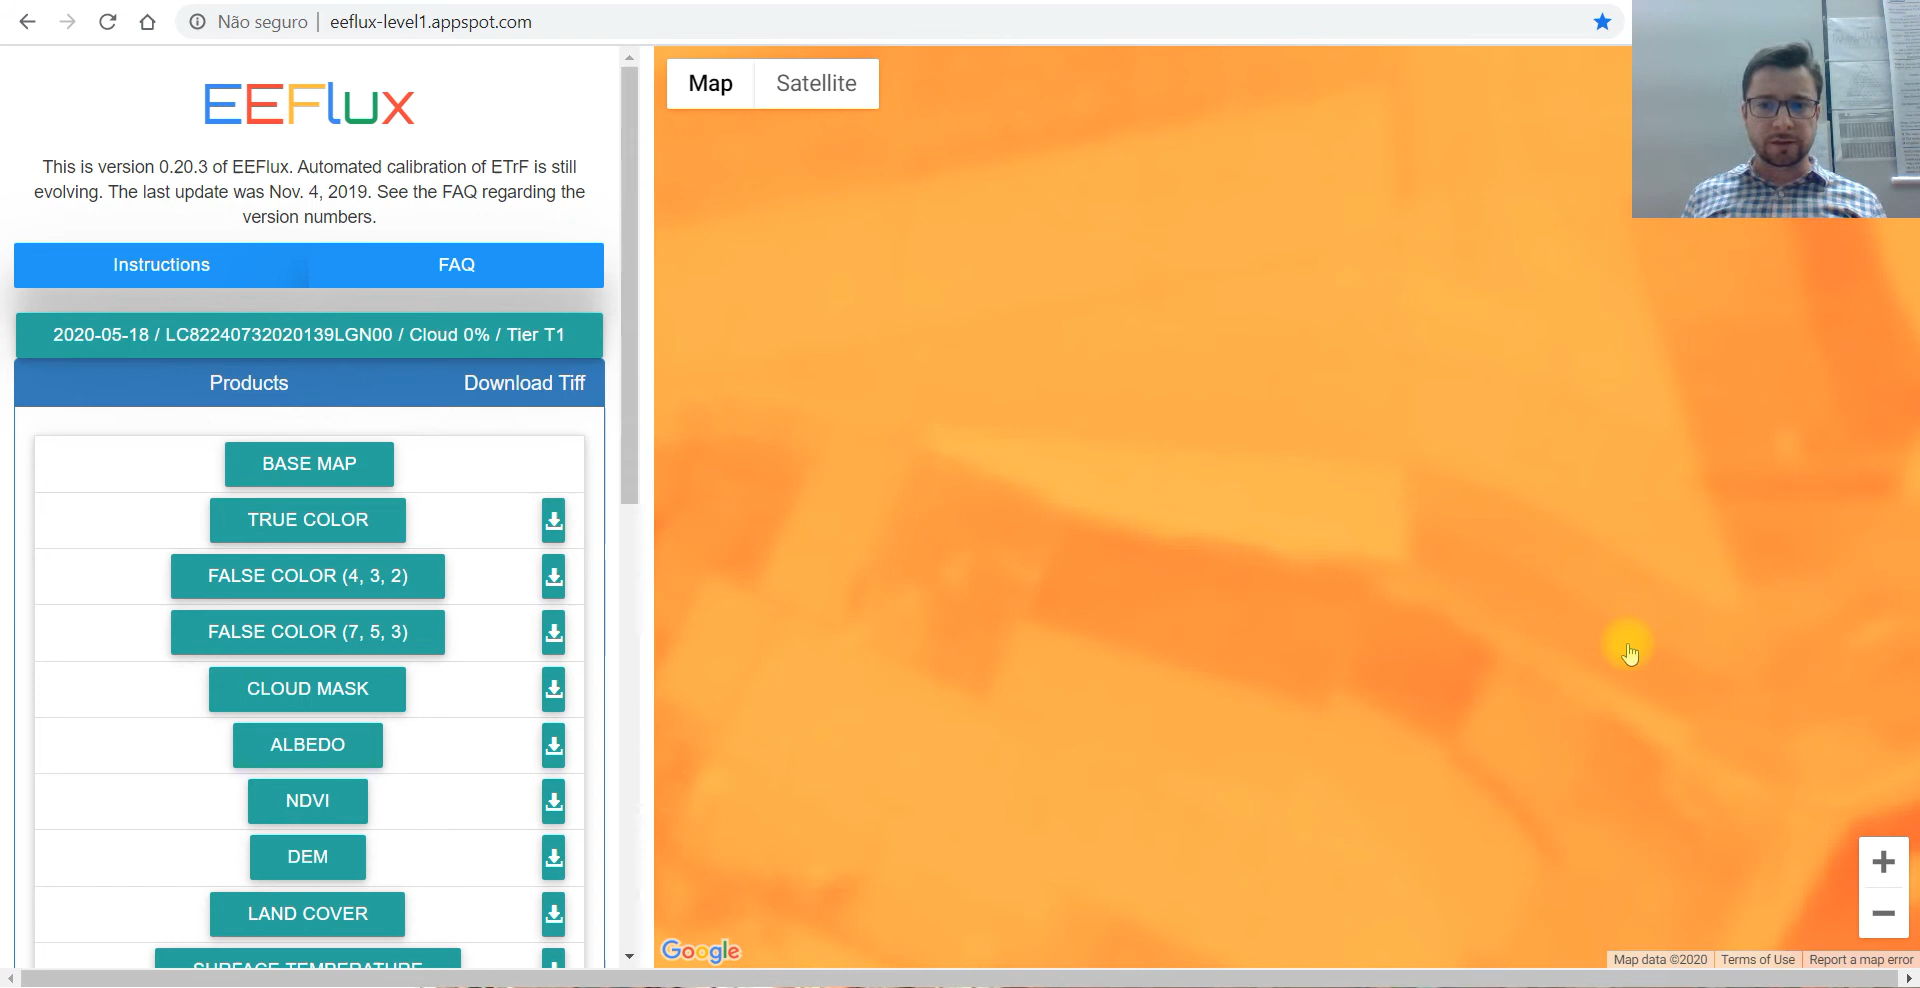 Não seguro | eeflux-level1.appspot.com
EEFlux
This is version 0.20.3 of EEFlux. Automated calibration of ETrF is still
evolving. The last update was Nov. 4, 2019. See the FAQ regarding the
version numbers.
Instructions FAQ
2020-05-18 / LC82240732020139LGN00 / Cloud 0% / Tier T1
Products Download Tiff
BASE MAP
TRUE COLOR
FALSE COLOR (4, 3, 2)
FALSE COLOR (7, 5, 3)
CLOUD MASK
ALBEDO
NDVI
DEM
LAND COVER
SURFACE TEMPERATURE
Map Satellite
Google
Map data ©2020 Terms of Use Report a map error